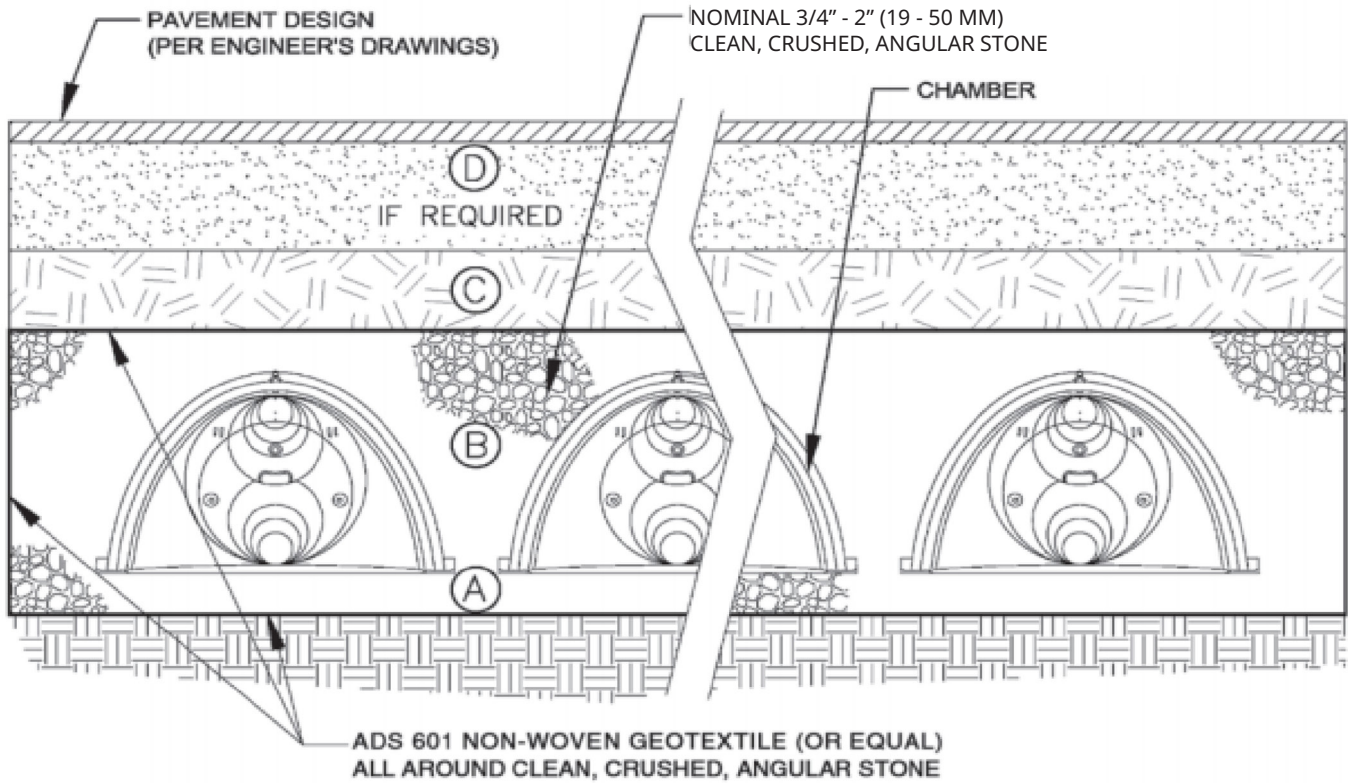 PAVEMENT DESIGN
(PER ENGINEER'S DRAWINGS)
NOMINAL 3/4” - 2” (19 - 50 MM)
CLEAN, CRUSHED, ANGULAR STONE
CHAMBER
D
IF REQUIRED
C
B
A
ADS 601 NON-WOVEN GEOTEXTILE (OR EQUAL)
ALL AROUND CLEAN, CRUSHED, ANGULAR STONE